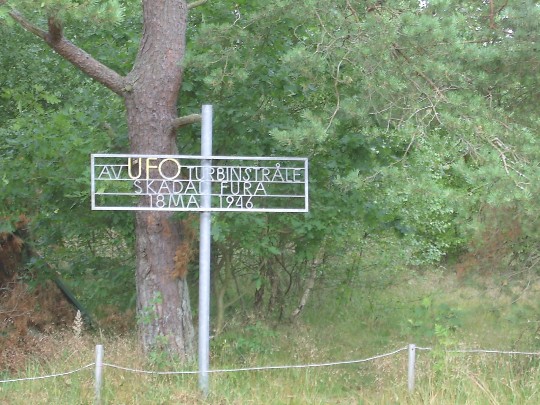 AV UFO TURBINSTRÅLE
SKADAD FURA
18 MAJ 1946